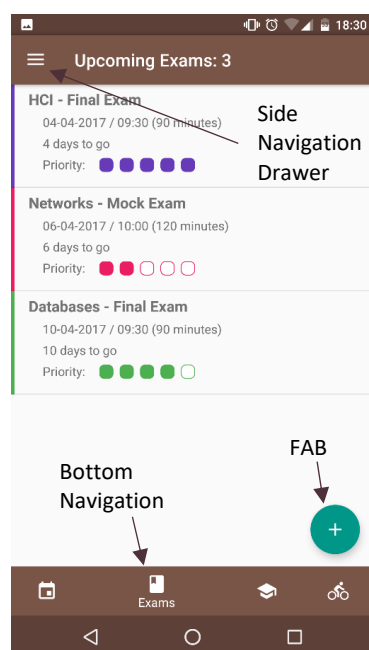 18:30
Upcoming Exams: 3
HCI - Final Exam
04-04-2017 / 09:30 (90 minutes)
4 days to go
Priority:
Side
Navigation
Drawer
Networks - Mock Exam
06-04-2017 / 10:00 (120 minutes)
6 days to go
Priority:
Databases - Final Exam
10-04-2017 / 09:30 (90 minutes)
10 days to go
Priority:
FAB
Bottom
Navigation
+
Exams